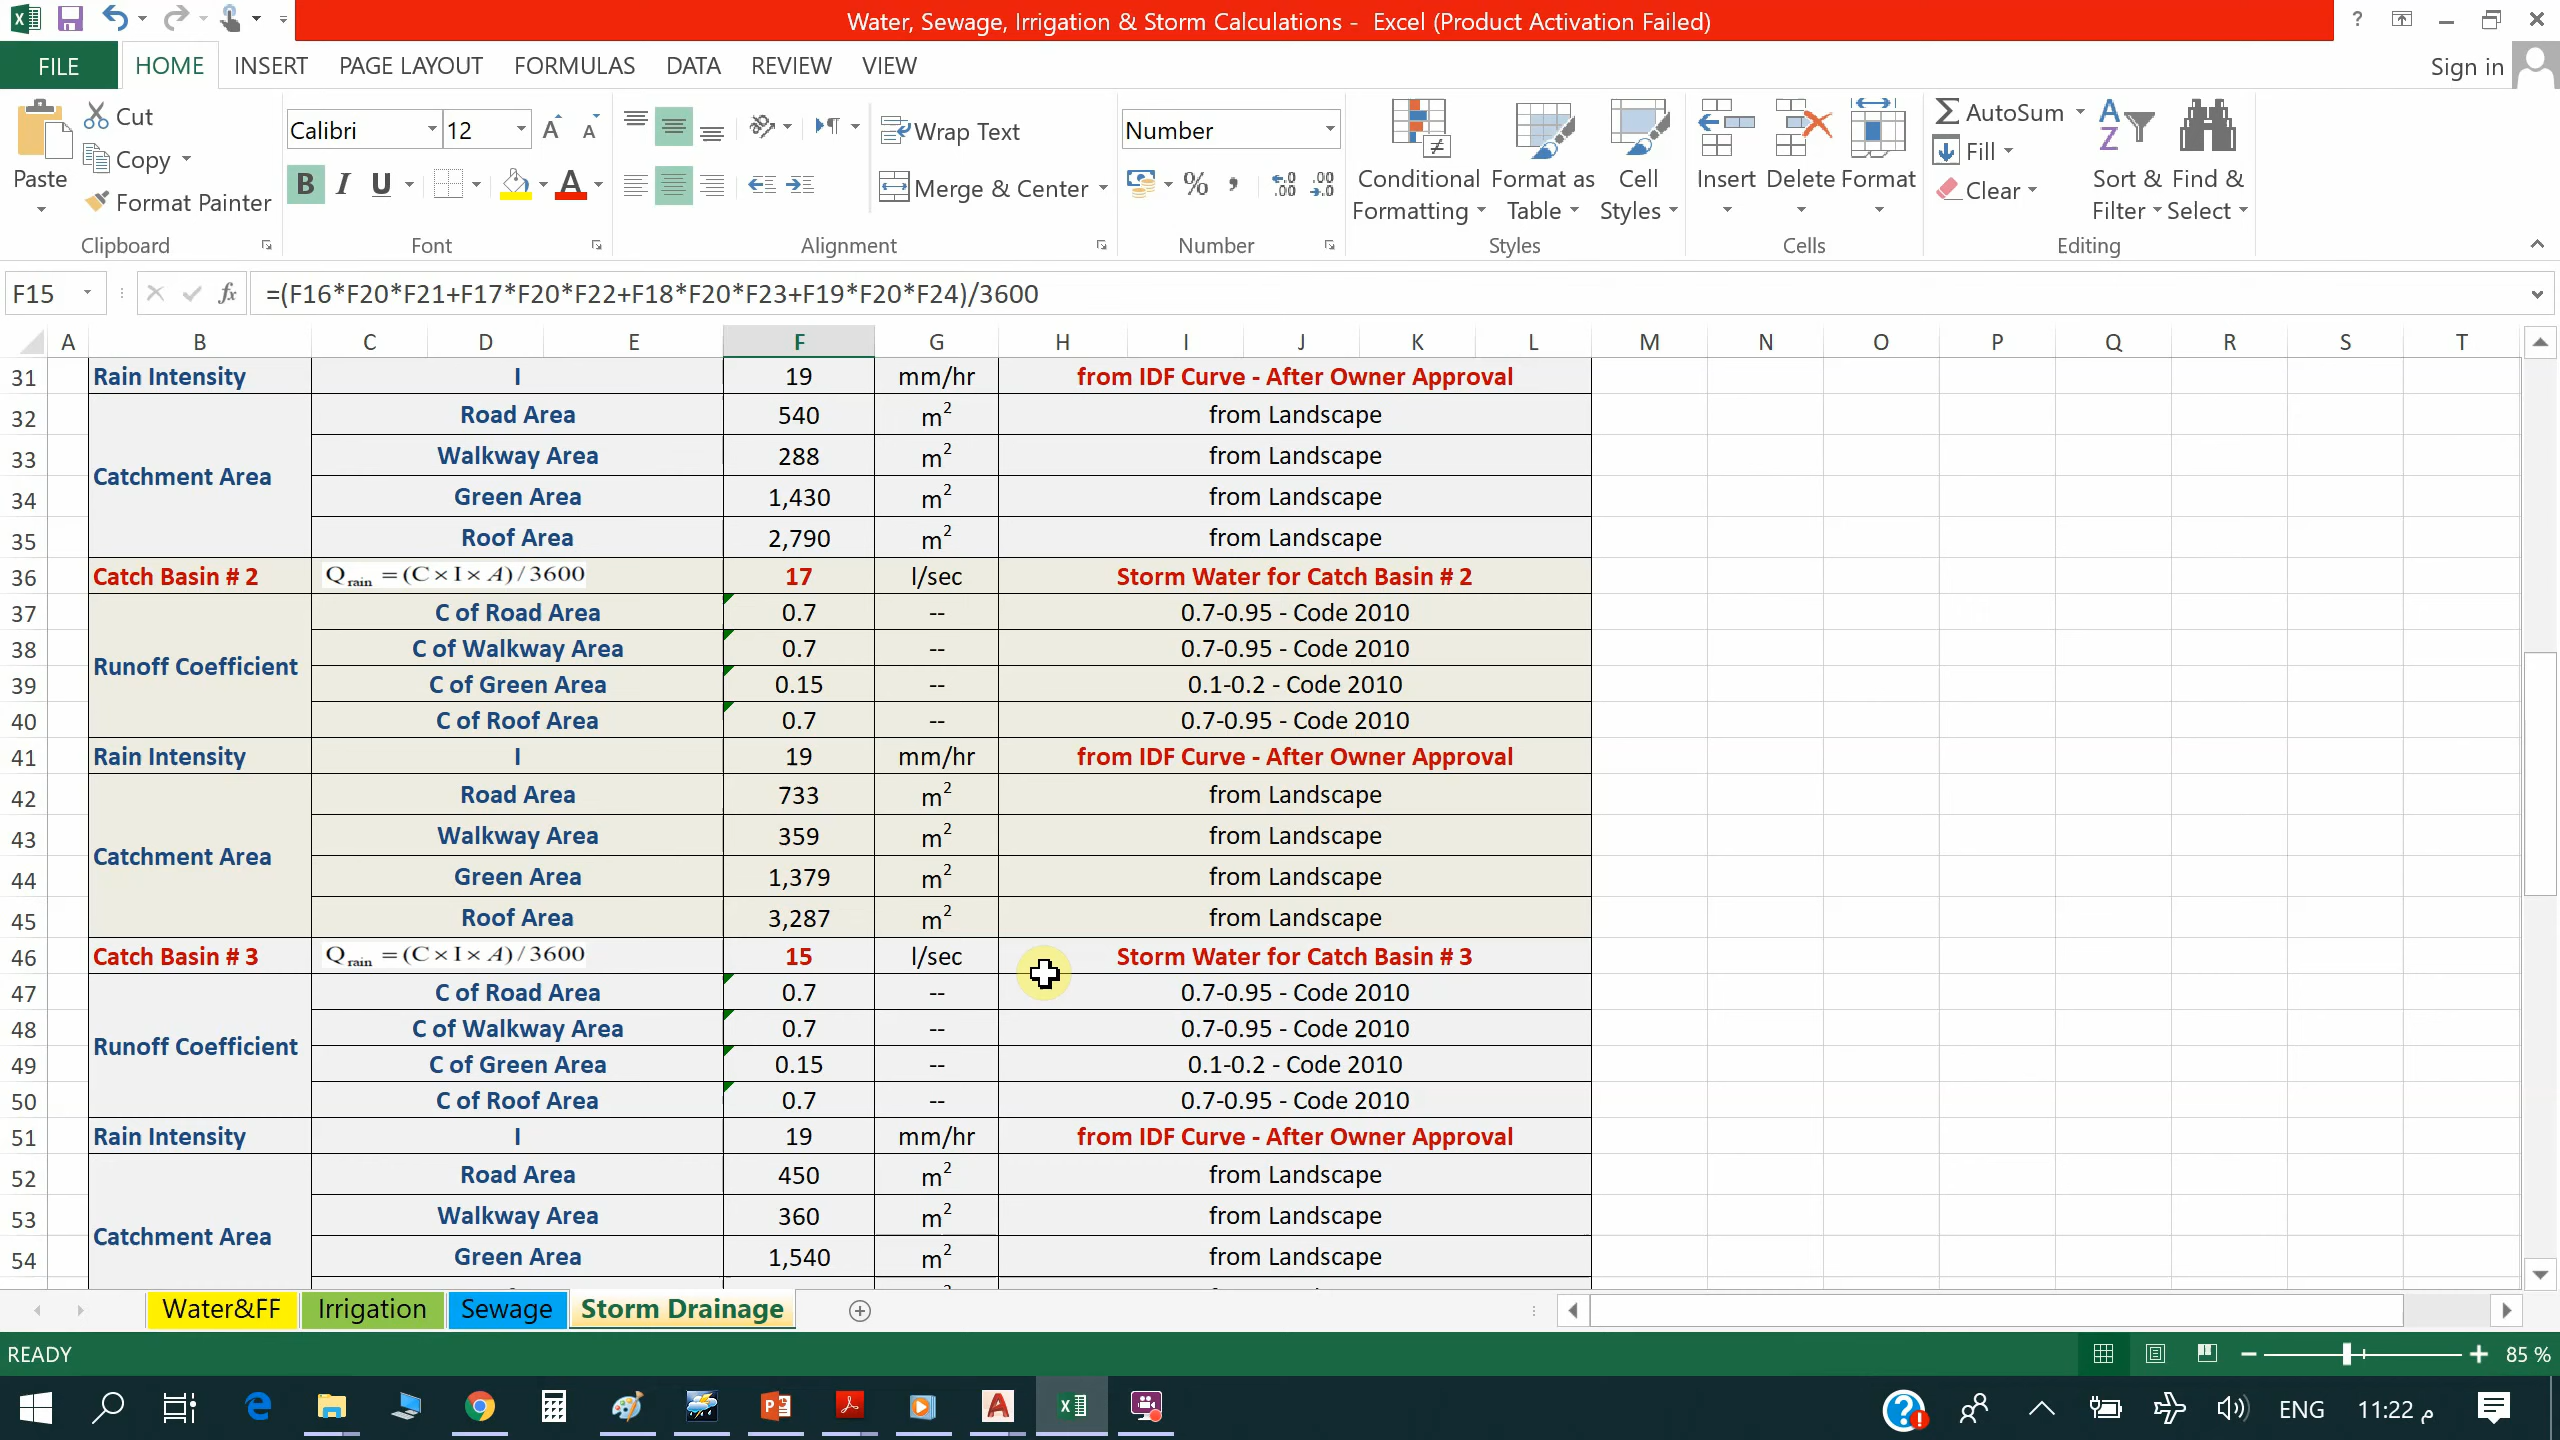 Water, Sewage, Irrigation & Storm Calculations - Excel (Product Activation Failed)
FILE HOME INSERT PAGE LAYOUT FORMULAS DATA REVIEW VIEW Sign in
Paste Cut Copy Format Painter
Calibri 12 Wrap Text Merge & Center Number
Conditional Formatting Format as Table Cell Styles Insert Delete Format
AutoSum Fill Clear Sort & Filter Find & Select
Clipboard Font Alignment Number Styles Cells Editing
F15 fx =(F16*F20*F21+F17*F20*F22+F18*F20*F23+F19*F20*F24)/3600
A B C D E F G H I J K L M N O P Q R S T
31 Rain Intensity I 19 mm/hr from IDF Curve - After Owner Approval
32 Road Area 540 m² from Landscape
33 Walkway Area 288 m² from Landscape
Catchment Area
34 Green Area 1,430 m² from Landscape
35 Roof Area 2,790 m² from Landscape
36 Catch Basin # 2 Qrain =(C×I×A)/3600 17 l/sec Storm Water for Catch Basin # 2
37 C of Road Area 0.7 -- 0.7-0.95 - Code 2010
38 C of Walkway Area 0.7 -- 0.7-0.95 - Code 2010
Runoff Coefficient
39 C of Green Area 0.15 -- 0.1-0.2 - Code 2010
40 C of Roof Area 0.7 -- 0.7-0.95 - Code 2010
41 Rain Intensity I 19 mm/hr from IDF Curve - After Owner Approval
42 Road Area 733 m² from Landscape
43 Walkway Area 359 m² from Landscape
Catchment Area
44 Green Area 1,379 m² from Landscape
45 Roof Area 3,287 m² from Landscape
46 Catch Basin # 3 Qrain =(C×I×A)/3600 15 l/sec Storm Water for Catch Basin # 3
47 C of Road Area 0.7 -- 0.7-0.95 - Code 2010
48 C of Walkway Area 0.7 -- 0.7-0.95 - Code 2010
Runoff Coefficient
49 C of Green Area 0.15 -- 0.1-0.2 - Code 2010
50 C of Roof Area 0.7 -- 0.7-0.95 - Code 2010
51 Rain Intensity I 19 mm/hr from IDF Curve - After Owner Approval
52 Road Area 450 m² from Landscape
53 Walkway Area 360 m² from Landscape
Catchment Area
54 Green Area 1,540 m² from Landscape
Water&FF Irrigation Sewage Storm Drainage
READY 85 %
ENG 11:22 م